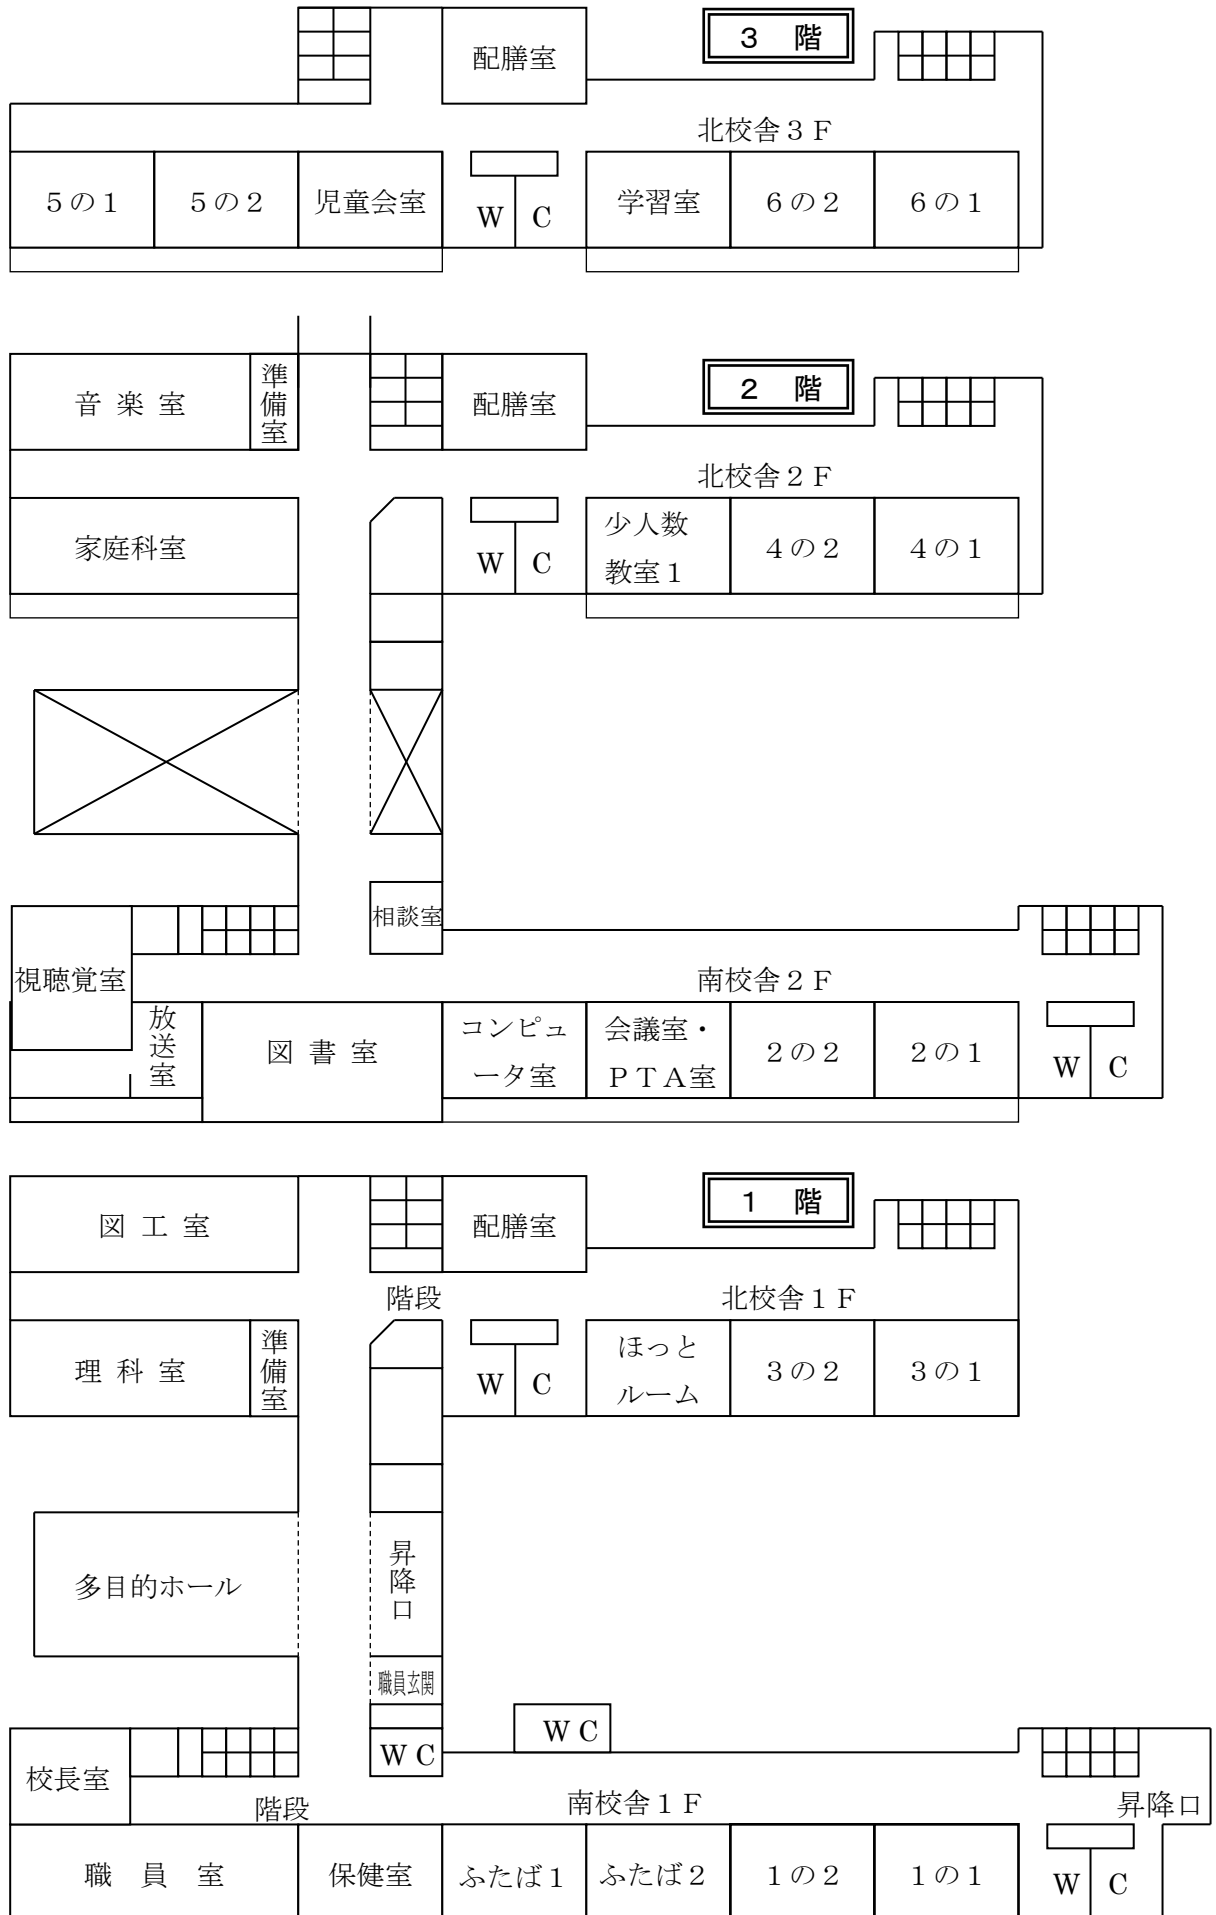 ３　階
配膳室
北校舎３Ｆ
５の１
５の２
児童会室
W C
学習室
６の２
６の１
２　階
音 楽 室
準備室
配膳室
北校舎２Ｆ
家庭科室
W C
少人数
教室１
４の２
４の１
相談室
視聴覚室
南校舎２Ｆ
放送室
図 書 室
コンピュ
ータ室
会議室・
ＰＴＡ室
２の２
２の１
W C
１　階
図 工 室
配膳室
階段
北校舎１Ｆ
理 科 室
準備室
W C
ほっと
ルーム
３の２
３の１
多目的ホール
昇降口
職員玄関
W C
W C
校長室
階段
南校舎１Ｆ
昇降口
職 員 室
保健室
ふたば１
ふたば２
１の２
１の１
W C